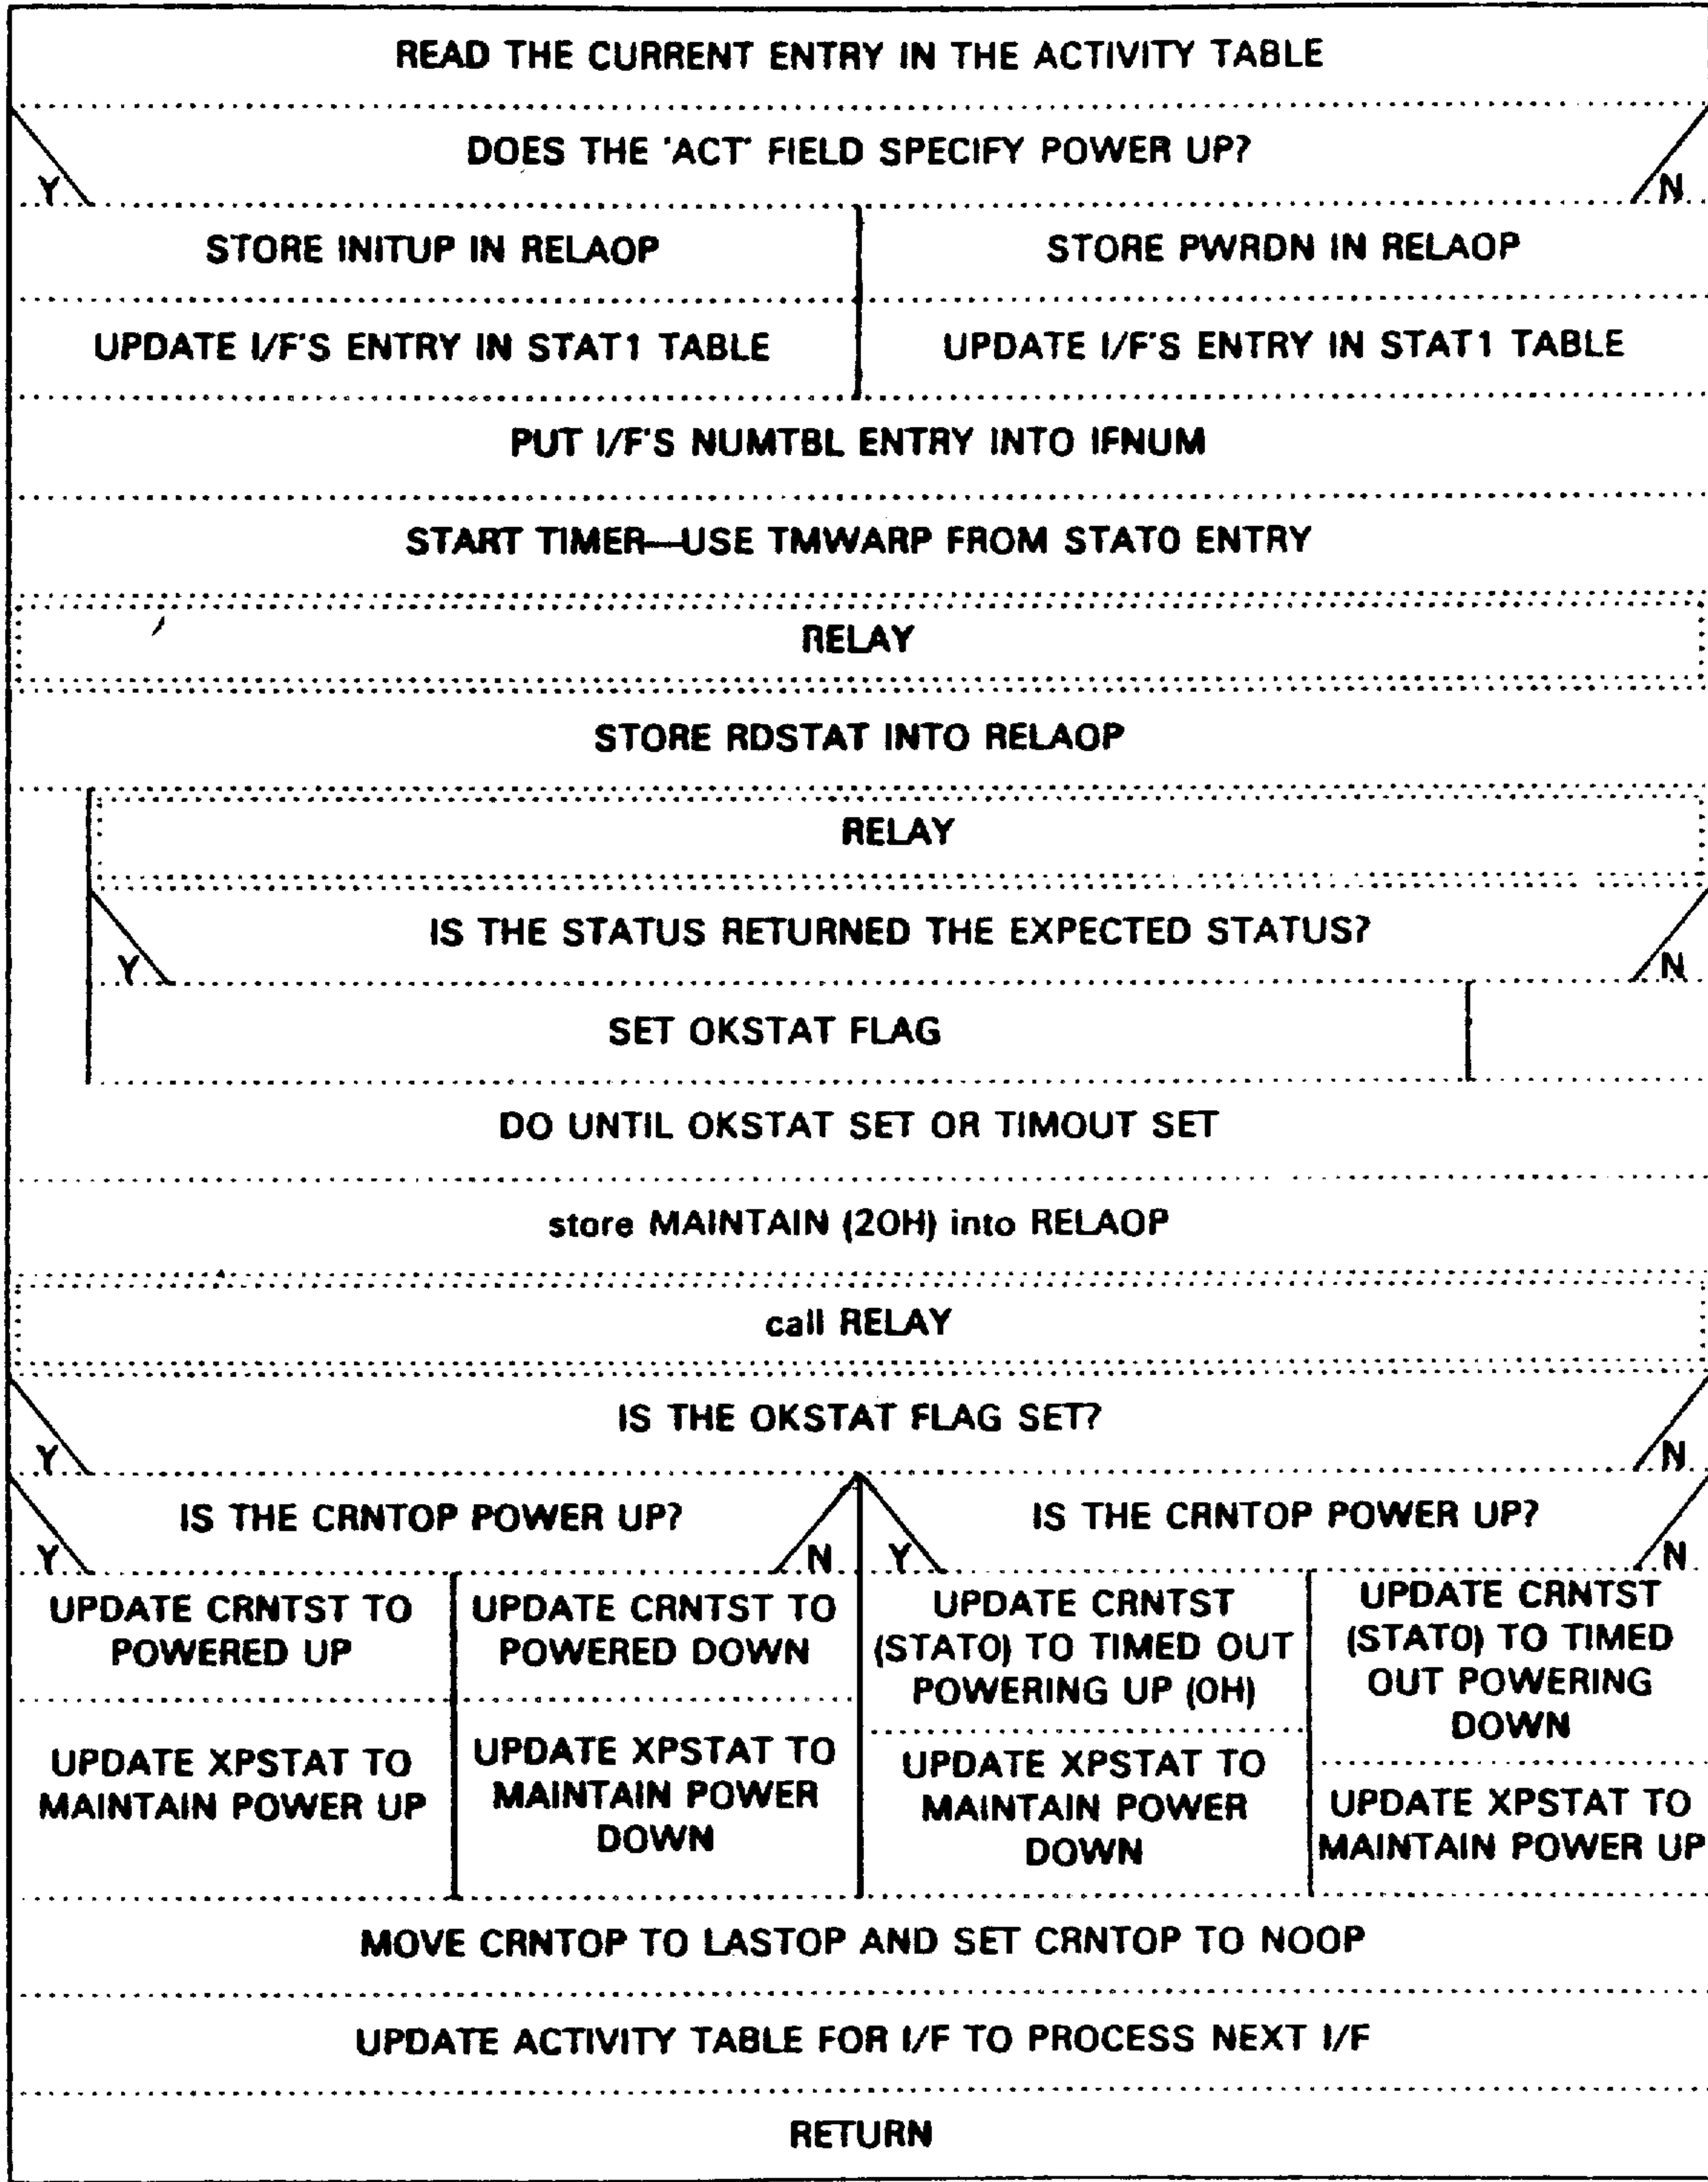 READ THE CURRENT ENTRY IN THE ACTIVITY TABLE
DOES THE 'ACT' FIELD SPECIFY POWER UP?
Y
N
STORE INITUP IN RELAOP
STORE PWRDN IN RELAOP
UPDATE I/F'S ENTRY IN STAT1 TABLE
UPDATE I/F'S ENTRY IN STAT1 TABLE
PUT I/F'S NUMTBL ENTRY INTO IFNUM
START TIMER—USE TMWARP FROM STAT0 ENTRY
RELAY
STORE RDSTAT INTO RELAOP
RELAY
IS THE STATUS RETURNED THE EXPECTED STATUS?
Y
N
SET OKSTAT FLAG
DO UNTIL OKSTAT SET OR TIMOUT SET
store MAINTAIN (20H) into RELAOP
call RELAY
IS THE OKSTAT FLAG SET?
Y
N
IS THE CRNTOP POWER UP?
Y
N
IS THE CRNTOP POWER UP?
Y
N
UPDATE CRNTST TO
POWERED UP
UPDATE XPSTAT TO
MAINTAIN POWER UP
UPDATE CRNTST TO
POWERED DOWN
UPDATE XPSTAT TO
MAINTAIN POWER
DOWN
UPDATE CRNTST
(STAT0) TO TIMED OUT
POWERING UP (0H)
UPDATE XPSTAT TO
MAINTAIN POWER
DOWN
UPDATE CRNTST
(STAT0) TO TIMED
OUT POWERING
DOWN
UPDATE XPSTAT TO
MAINTAIN POWER UP
MOVE CRNTOP TO LASTOP AND SET CRNTOP TO NOOP
UPDATE ACTIVITY TABLE FOR I/F TO PROCESS NEXT I/F
RETURN